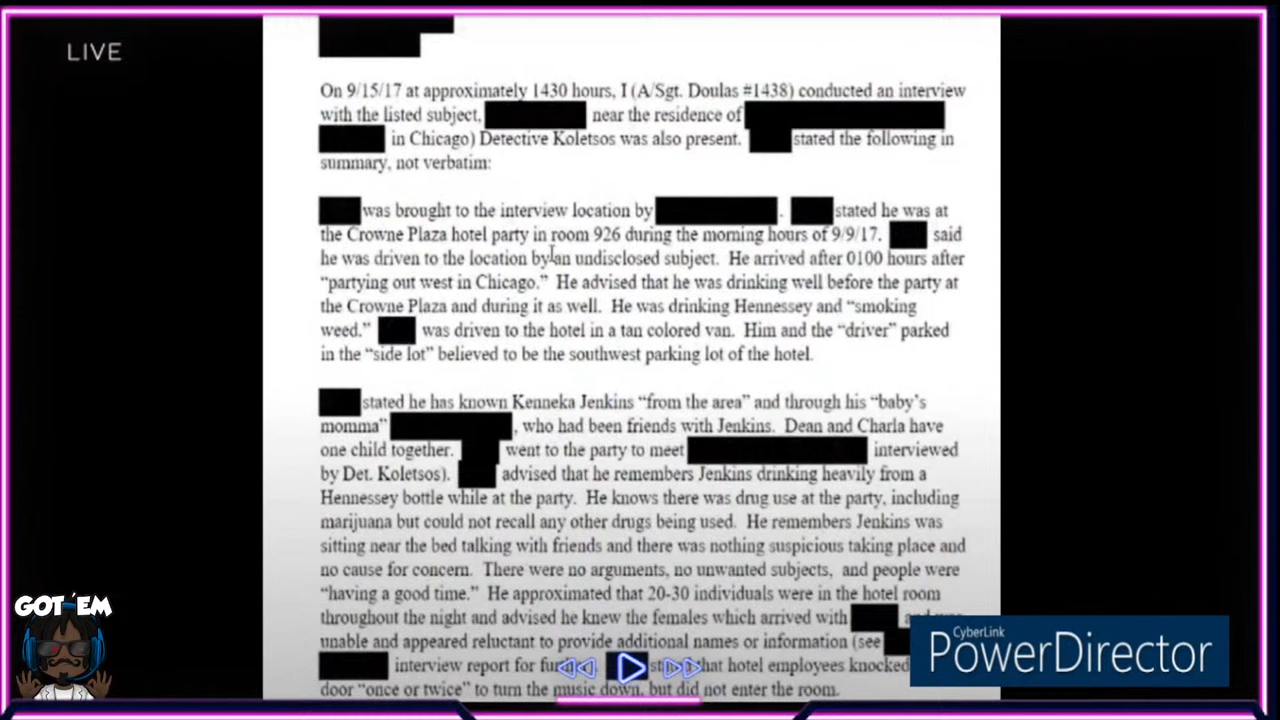 LIVE
On 9/15/17 at approximately 1430 hours, I (A/Sgt. Doulas #1438) conducted an interview
with the listed subject, near the residence of
in Chicago) Detective Koletsos was also present. stated the following in
summary, not verbatim:
was brought to the interview location by . stated he was at
the Crowne Plaza hotel party in room 926 during the morning hours of 9/9/17. said
he was driven to the location by an undisclosed subject. He arrived after 0100 hours after
“partying out west in Chicago.” He advised that he was drinking well before the party at
the Crowne Plaza and during it as well. He was drinking Hennessey and “smoking
weed.” was driven to the hotel in a tan colored van. Him and the “driver” parked
in the “side lot” believed to be the southwest parking lot of the hotel.
stated he has known Kenneka Jenkins “from the area” and through his “baby’s
momma” , who had been friends with Jenkins. Dean and Charla have
one child together. went to the party to meet interviewed
by Det. Koletsos). advised that he remembers Jenkins drinking heavily from a
Hennessey bottle while at the party. He knows there was drug use at the party, including
marijuana but could not recall any other drugs being used. He remembers Jenkins was
sitting near the bed talking with friends and there was nothing suspicious taking place and
no cause for concern. There were no arguments, no unwanted subjects, and people were
“having a good time.” He approximated that 20-30 individuals were in the hotel room
throughout the night and advised he knew the females which arrived with
unable and appeared reluctant to provide additional names or information (see
interview report for that hotel employees knocked
door “once or twice” to turn the music down, but did not enter the room.
GOT 'EM
CyberLink
PowerDirector